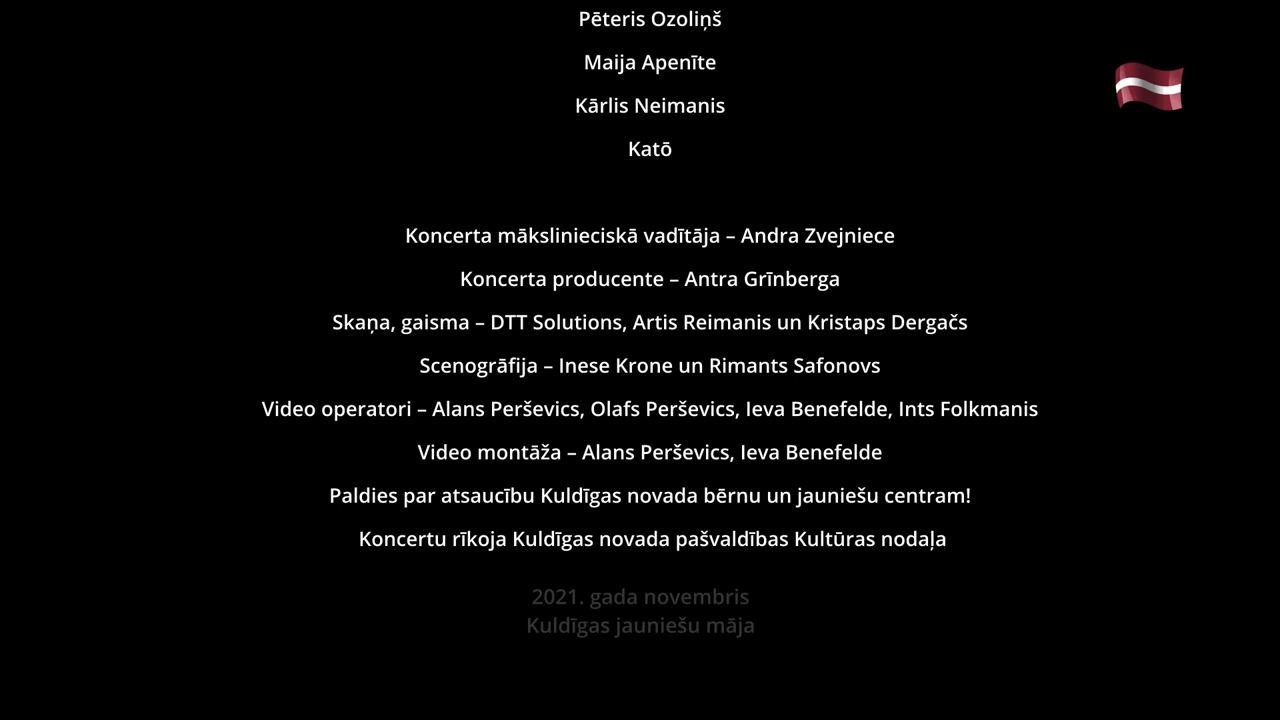 Pēteris Ozoliņš
Maija Apenīte
Kārlis Neimanis
Katō
Koncerta mākslinieciskā vadītāja – Andra Zvejniece
Koncerta producente – Antra Grīnberga
Skaņa, gaisma – DTT Solutions, Artis Reimanis un Kristaps Dergačs
Scenogrāfija – Inese Krone un Rimants Safonovs
Video operatori – Alans Perševics, Olafs Perševics, Ieva Benefelde, Ints Folkmanis
Video montāža – Alans Perševics, Ieva Benefelde
Paldies par atsaucību Kuldīgas novada bērnu un jauniešu centram!
Koncertu rīkoja Kuldīgas novada pašvaldības Kultūras nodaļa
2021. gada novembris
Kuldīgas jauniešu māja